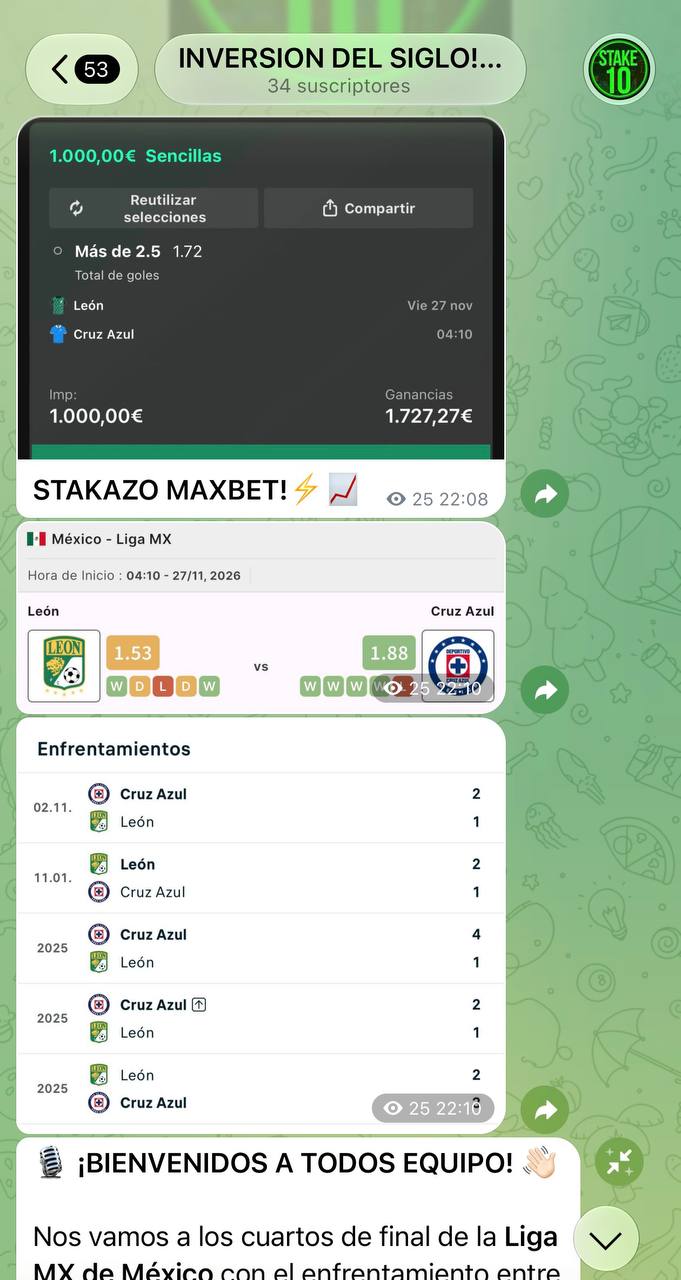 53
INVERSION DEL SIGLO!...
34 suscriptores
STAKE
10
1.000,00€ Sencillas
Reutilizar
selecciones
Compartir
Más de 2.5 1.72
Total de goles
León
Vie 27 nov
Cruz Azul
04:10
Imp:
Ganancias
1.000,00€
1.727,27€
STAKAZO MAXBET!⚡📈
25 22:08
México - Liga MX
Hora de Inicio : 04:10 - 27/11, 2026
León
Cruz Azul
LEON
1.53
vs
1.88
DEPORTIVO
CRUZ AZUL
W D L D W
W W W W L
25 22:10
Enfrentamientos
02.11.
Cruz Azul 2
León 1
11.01.
León 2
Cruz Azul 1
2025
Cruz Azul 4
León 1
2025
Cruz Azul 2
León 1
2025
León 2
Cruz Azul
25 22:10
🎙️ ¡BIENVENIDOS A TODOS EQUIPO! 👋🏻
Nos vamos a los cuartos de final de la Liga
MX de México con el enfrentamiento entre